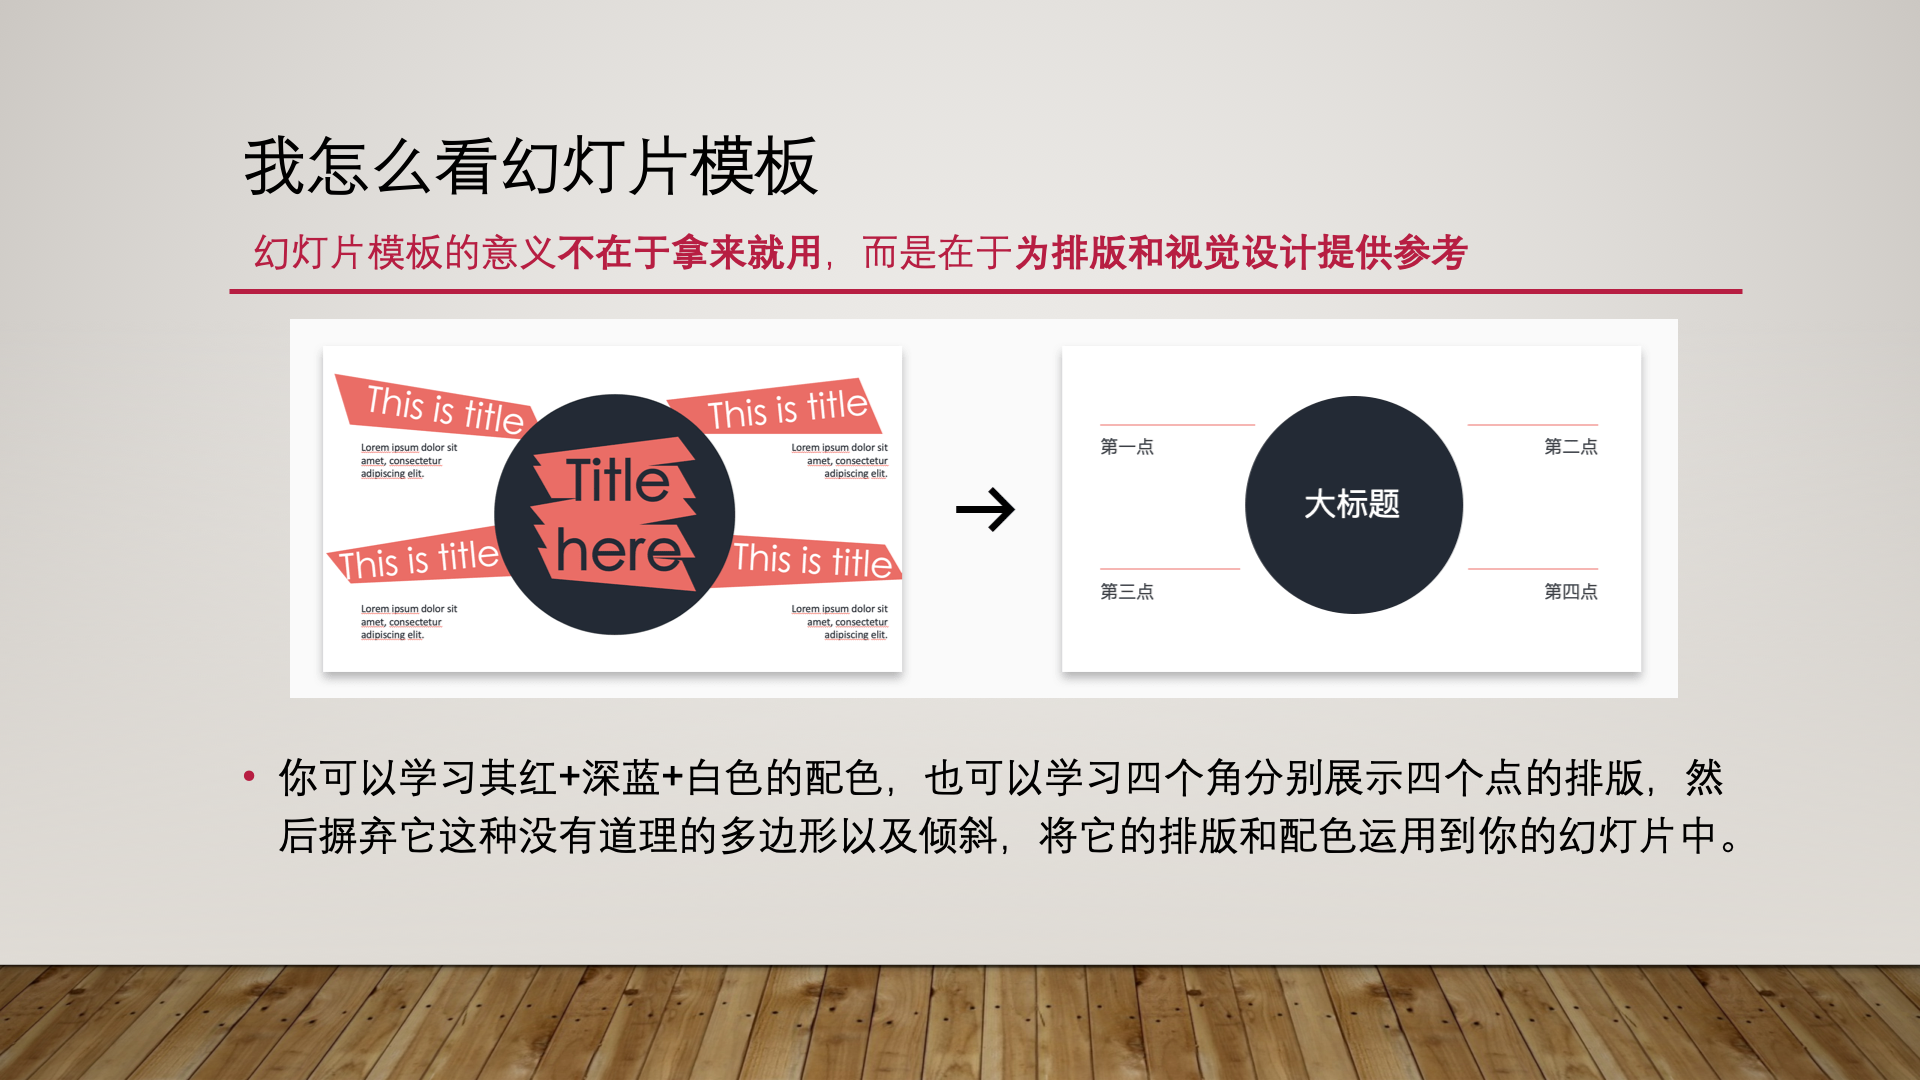 我怎么看幻灯片模板
幻灯片模板的意义不在于拿来就用，而是在于为排版和视觉设计提供参考
This is title
Lorem ipsum dolor sit
amet, consectetur
adipiscing elit.
This is title
Lorem ipsum dolor sit
amet, consectetur
adipiscing elit.
Title
here
This is title
Lorem ipsum dolor sit
amet, consectetur
adipiscing elit.
This is title
Lorem ipsum dolor sit
amet, consectetur
adipiscing elit.
→
第一点
第二点
大标题
第三点
第四点
• 你可以学习其红+深蓝+白色的配色，也可以学习四个角分别展示四个点的排版，然
后摒弃它这种没有道理的多边形以及倾斜，将它的排版和配色运用到你的幻灯片中。